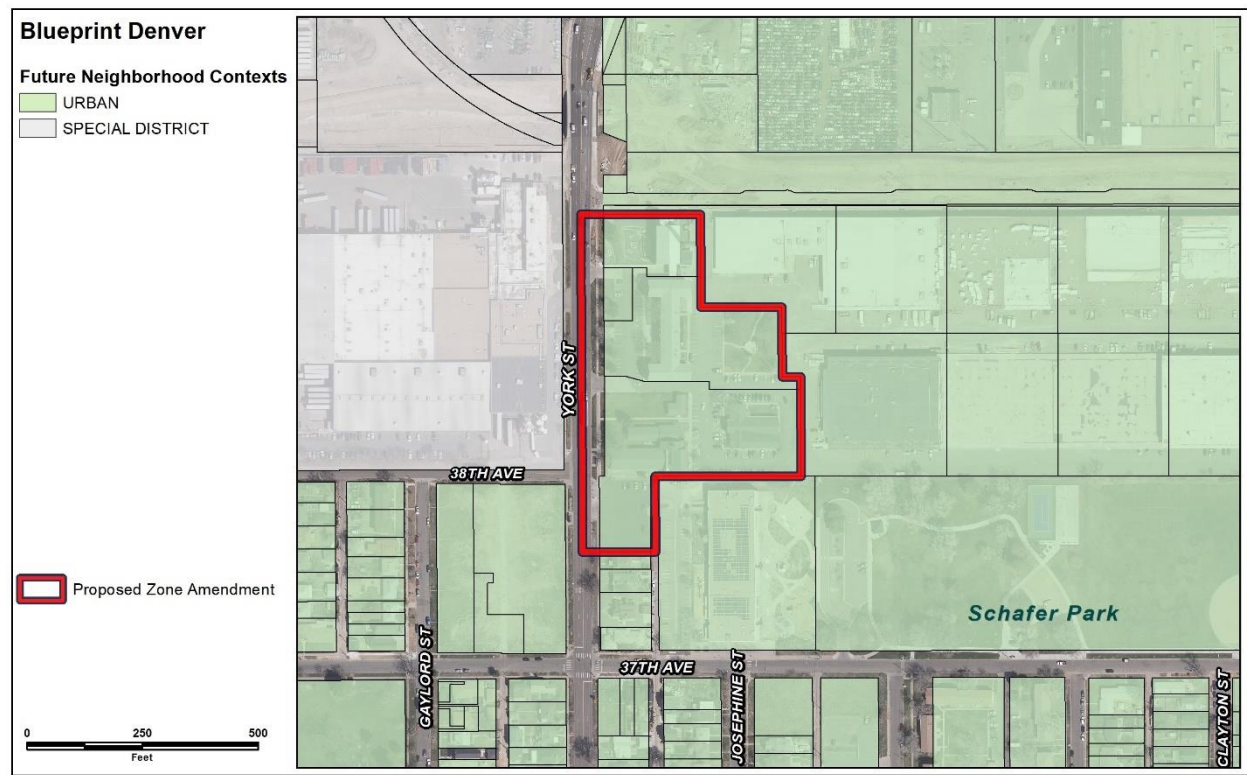 Blueprint Denver
Future Neighborhood Contexts
URBAN
SPECIAL DISTRICT
Proposed Zone Amendment
0 250 500
Feet
YORK ST
38TH AVE
Schafer Park
GAYLORD ST
37TH AVE
JOSEPHINE ST
CLAYTON ST